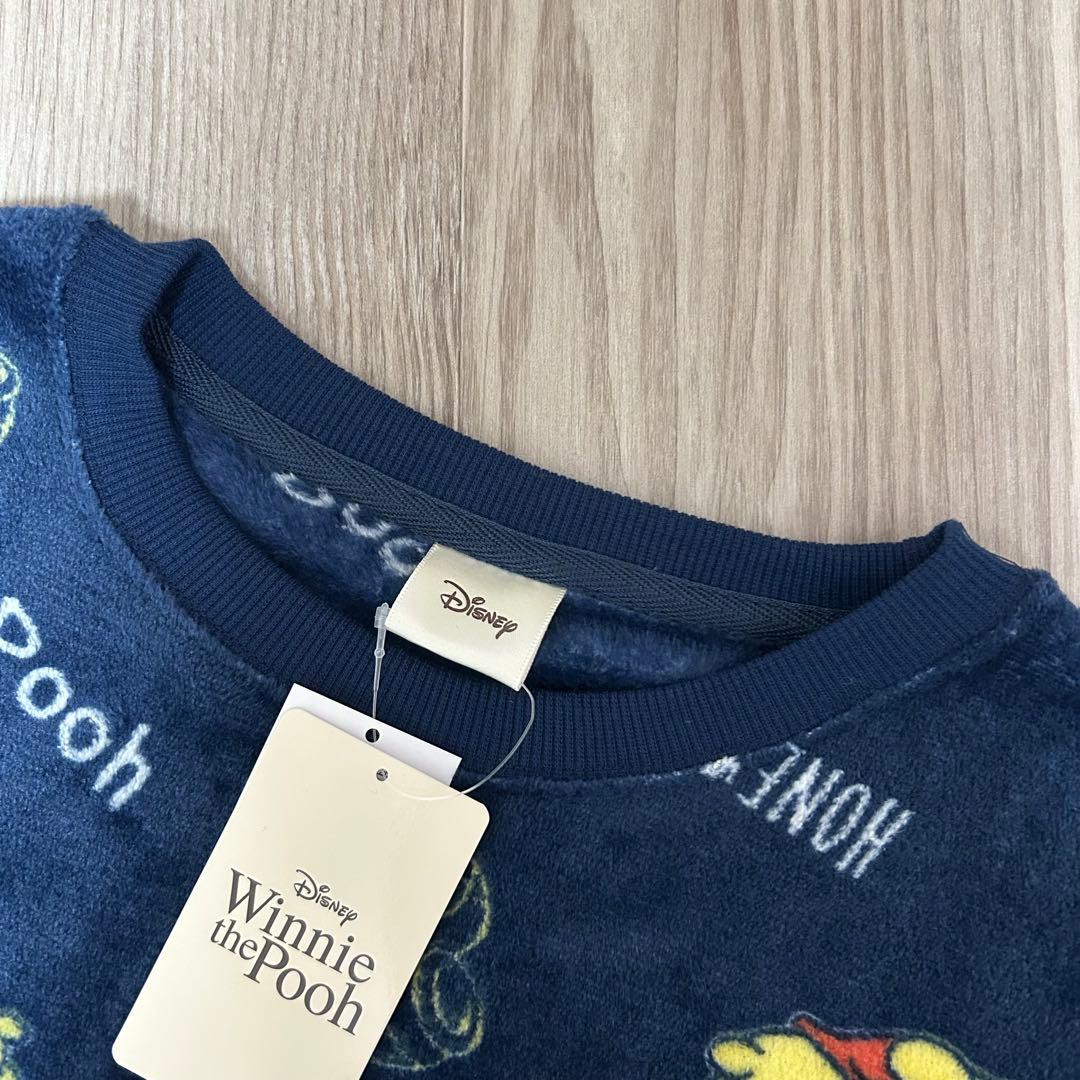 Disney
Pooh
HONEY
Disney
Winnie
the Pooh